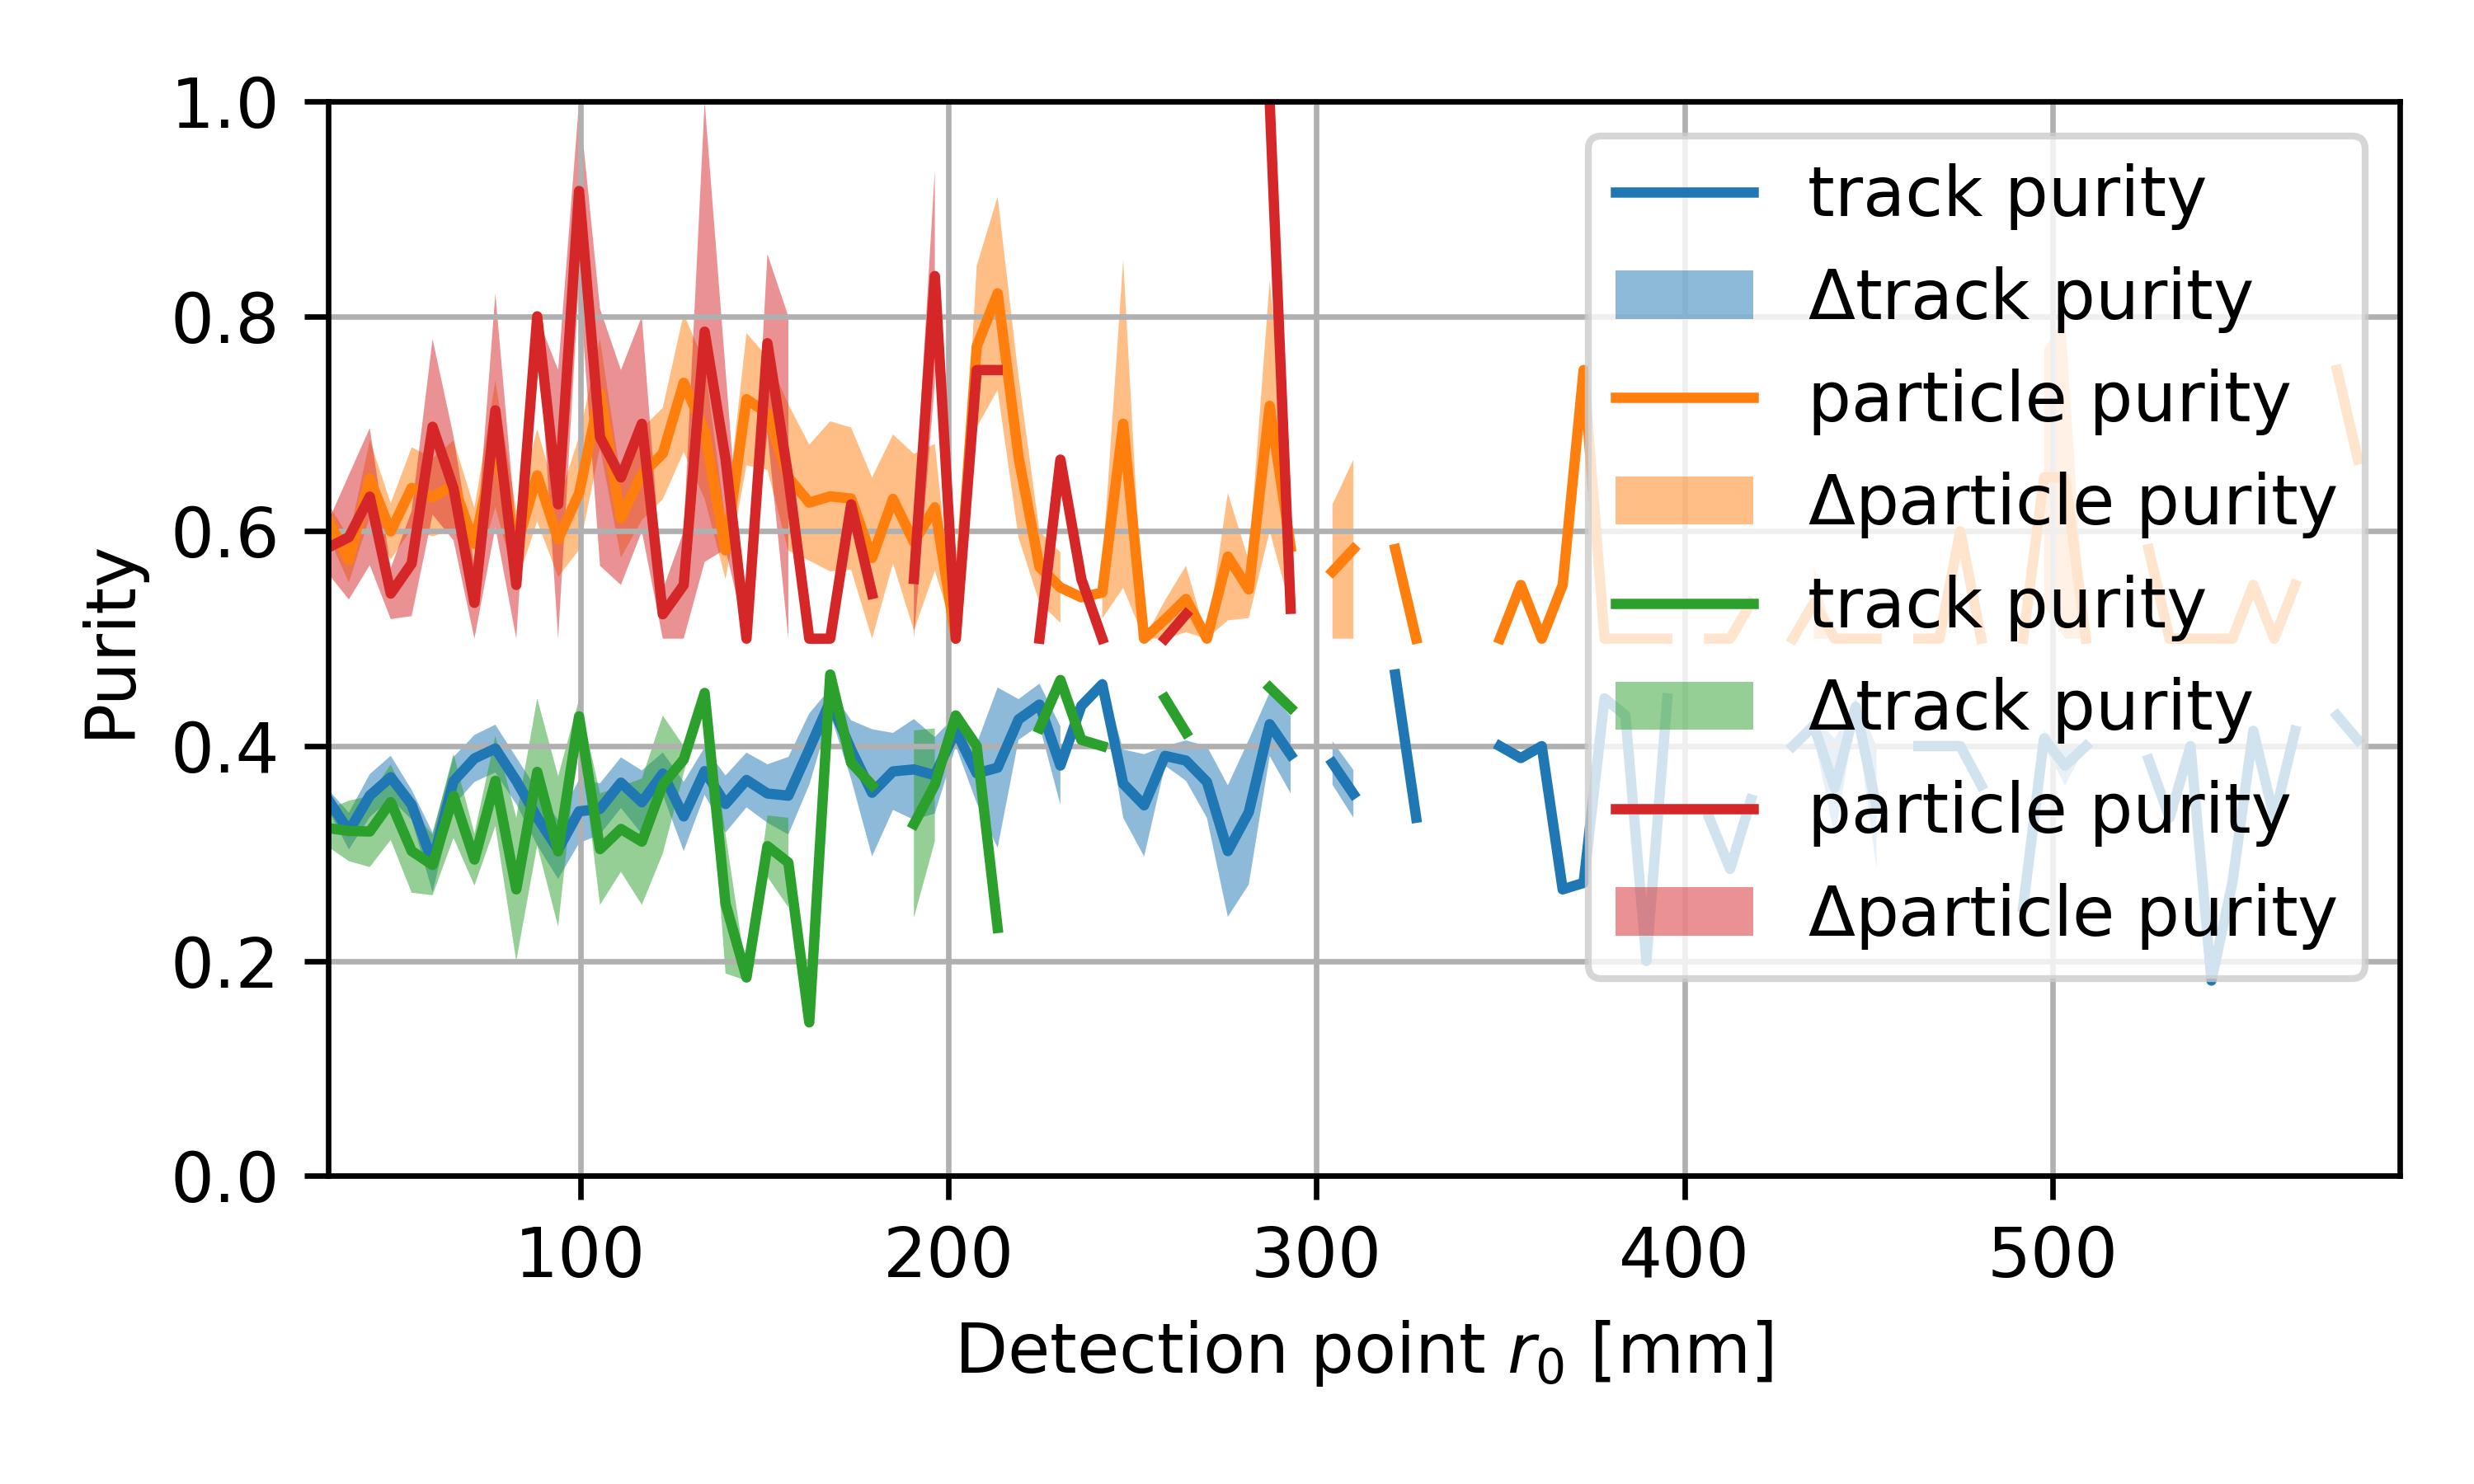 1.0
0.8
0.6
0.4
0.2
0.0
Purity
100 200 300 400 500
Detection point r₀ [mm]
track purity
Δtrack purity
particle purity
Δparticle purity
track purity
Δtrack purity
particle purity
Δparticle purity